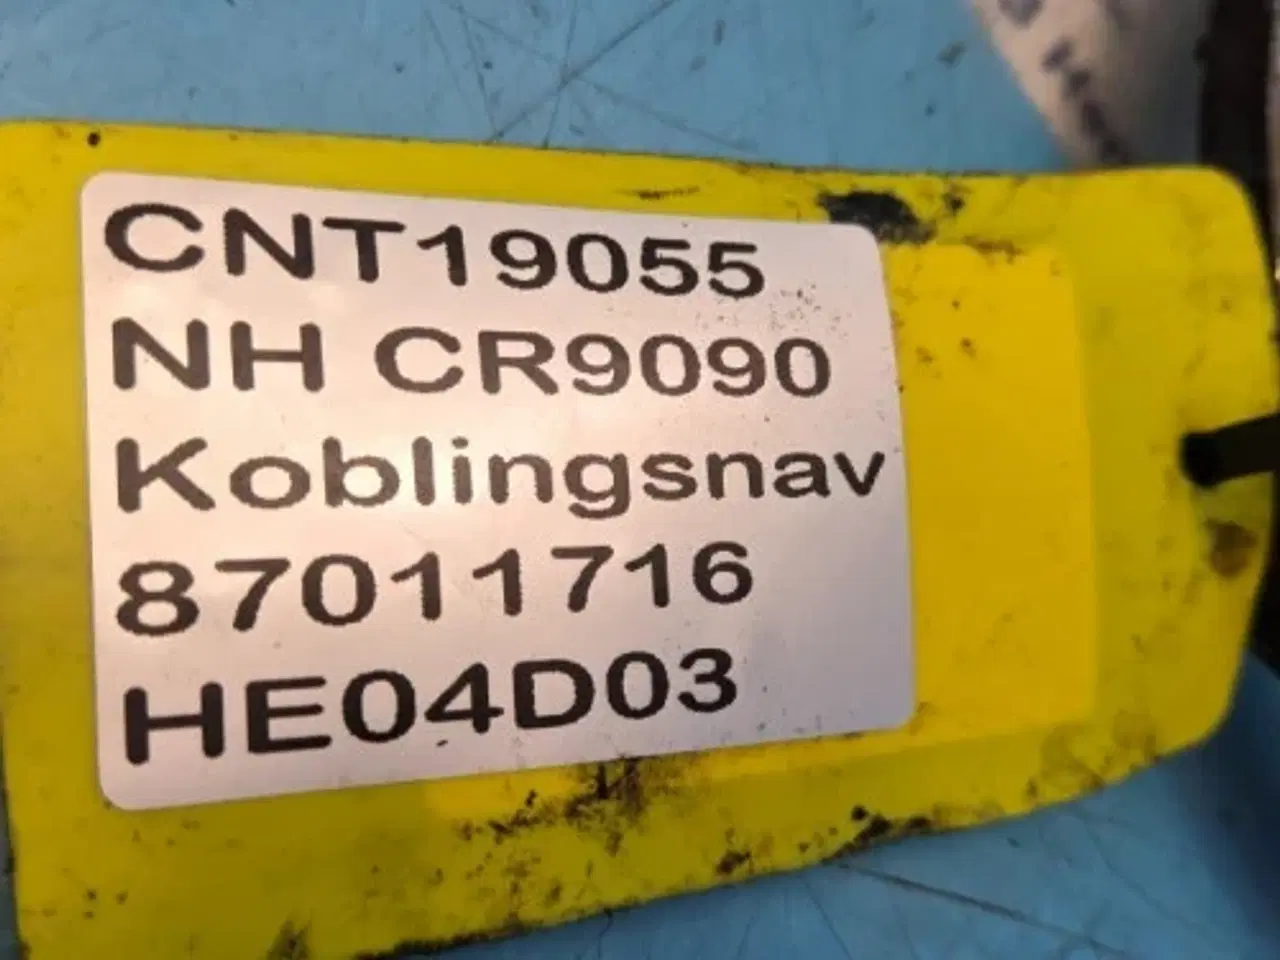 CNT19055
NH CR9090
Koblingsnav
87011716
HE04D03